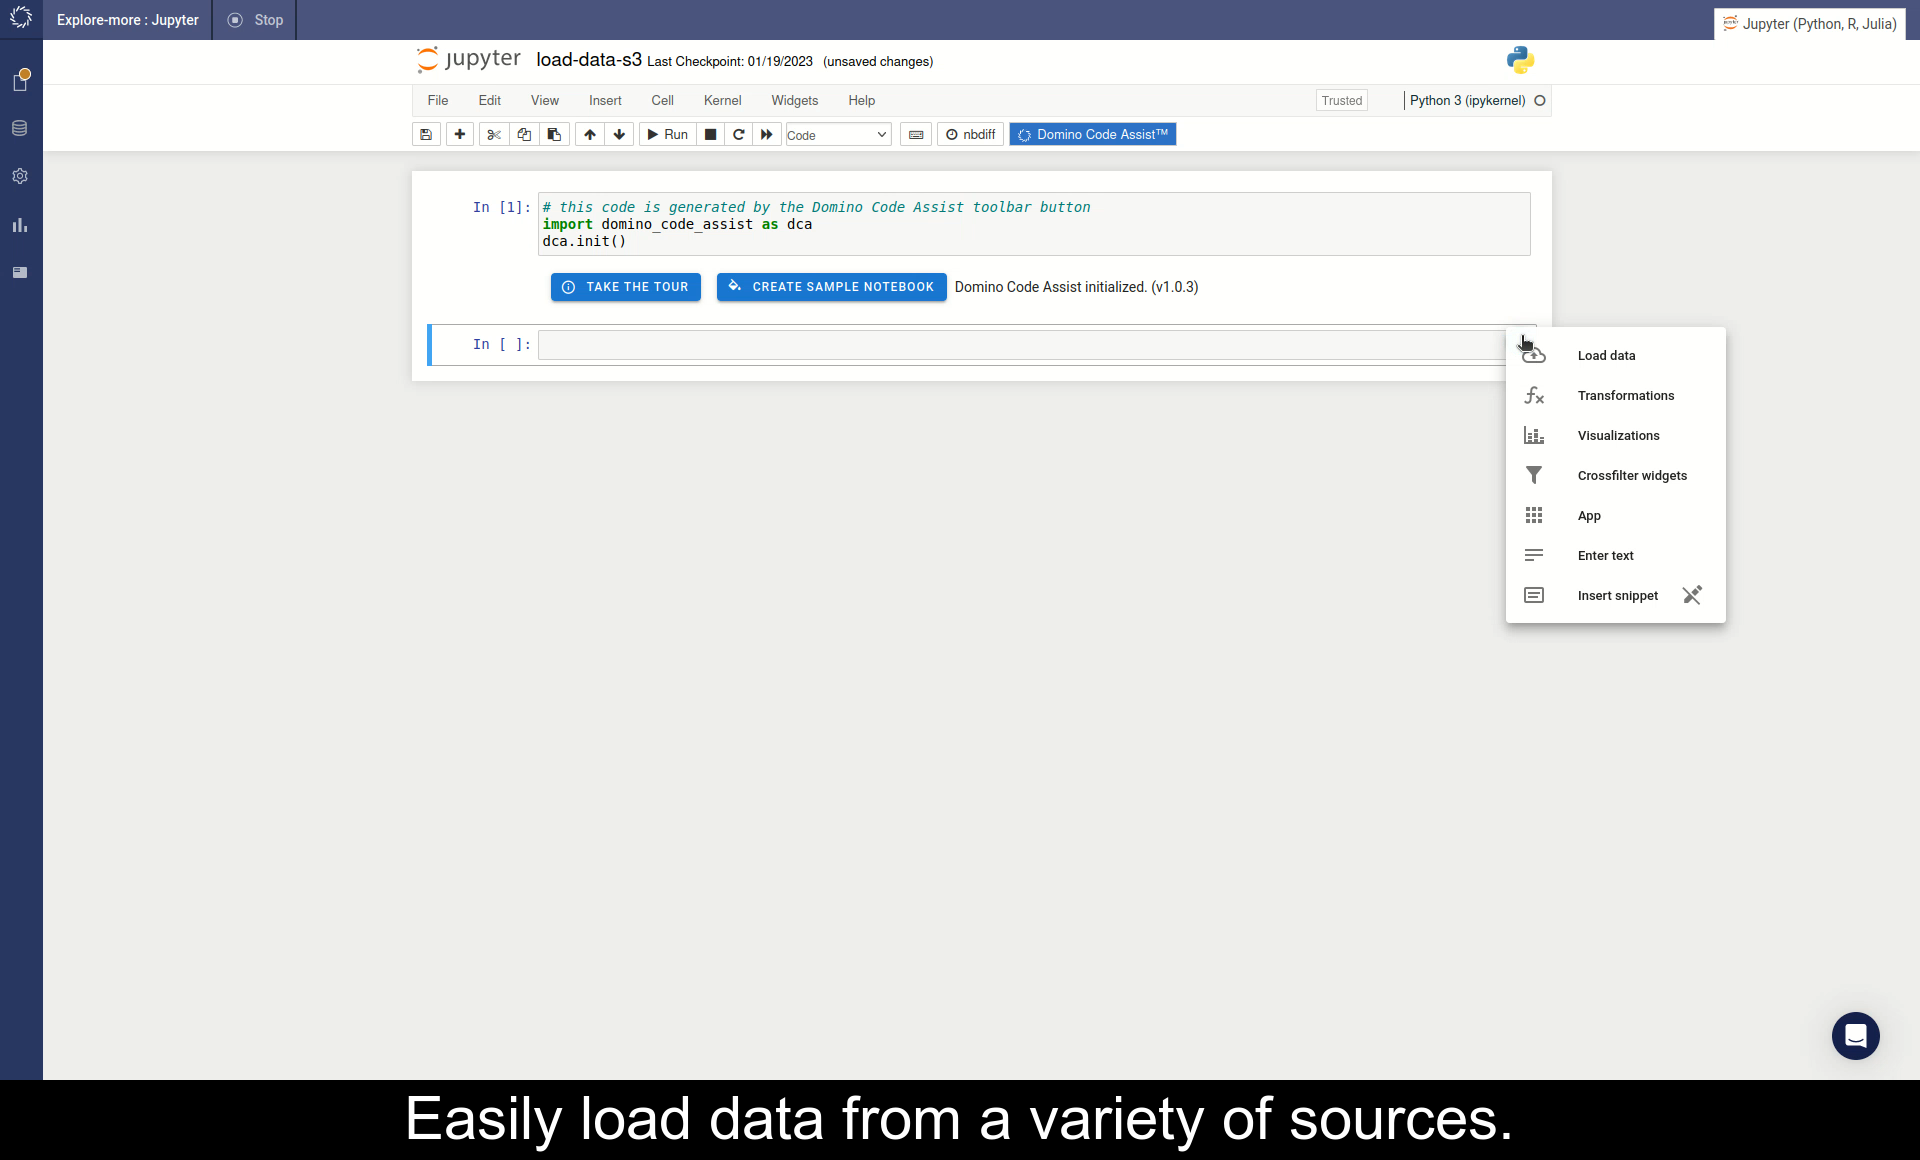 Explore-more : Jupyter
Stop
Jupyter (Python, R, Julia)
jupyter load-data-s3 Last Checkpoint: 01/19/2023 (unsaved changes)
File Edit View Insert Cell Kernel Widgets Help
Trusted
Python 3 (ipykernel)
Run
Code
nbdiff
Domino Code Assist™
In [1]:
# this code is generated by the Domino Code Assist toolbar button
import domino_code_assist as dca
dca.init()
TAKE THE TOUR
CREATE SAMPLE NOTEBOOK
Domino Code Assist initialized. (v1.0.3)
In [ ]:
Load data
Transformations
Visualizations
Crossfilter widgets
App
Enter text
Insert snippet
Easily load data from a variety of sources.